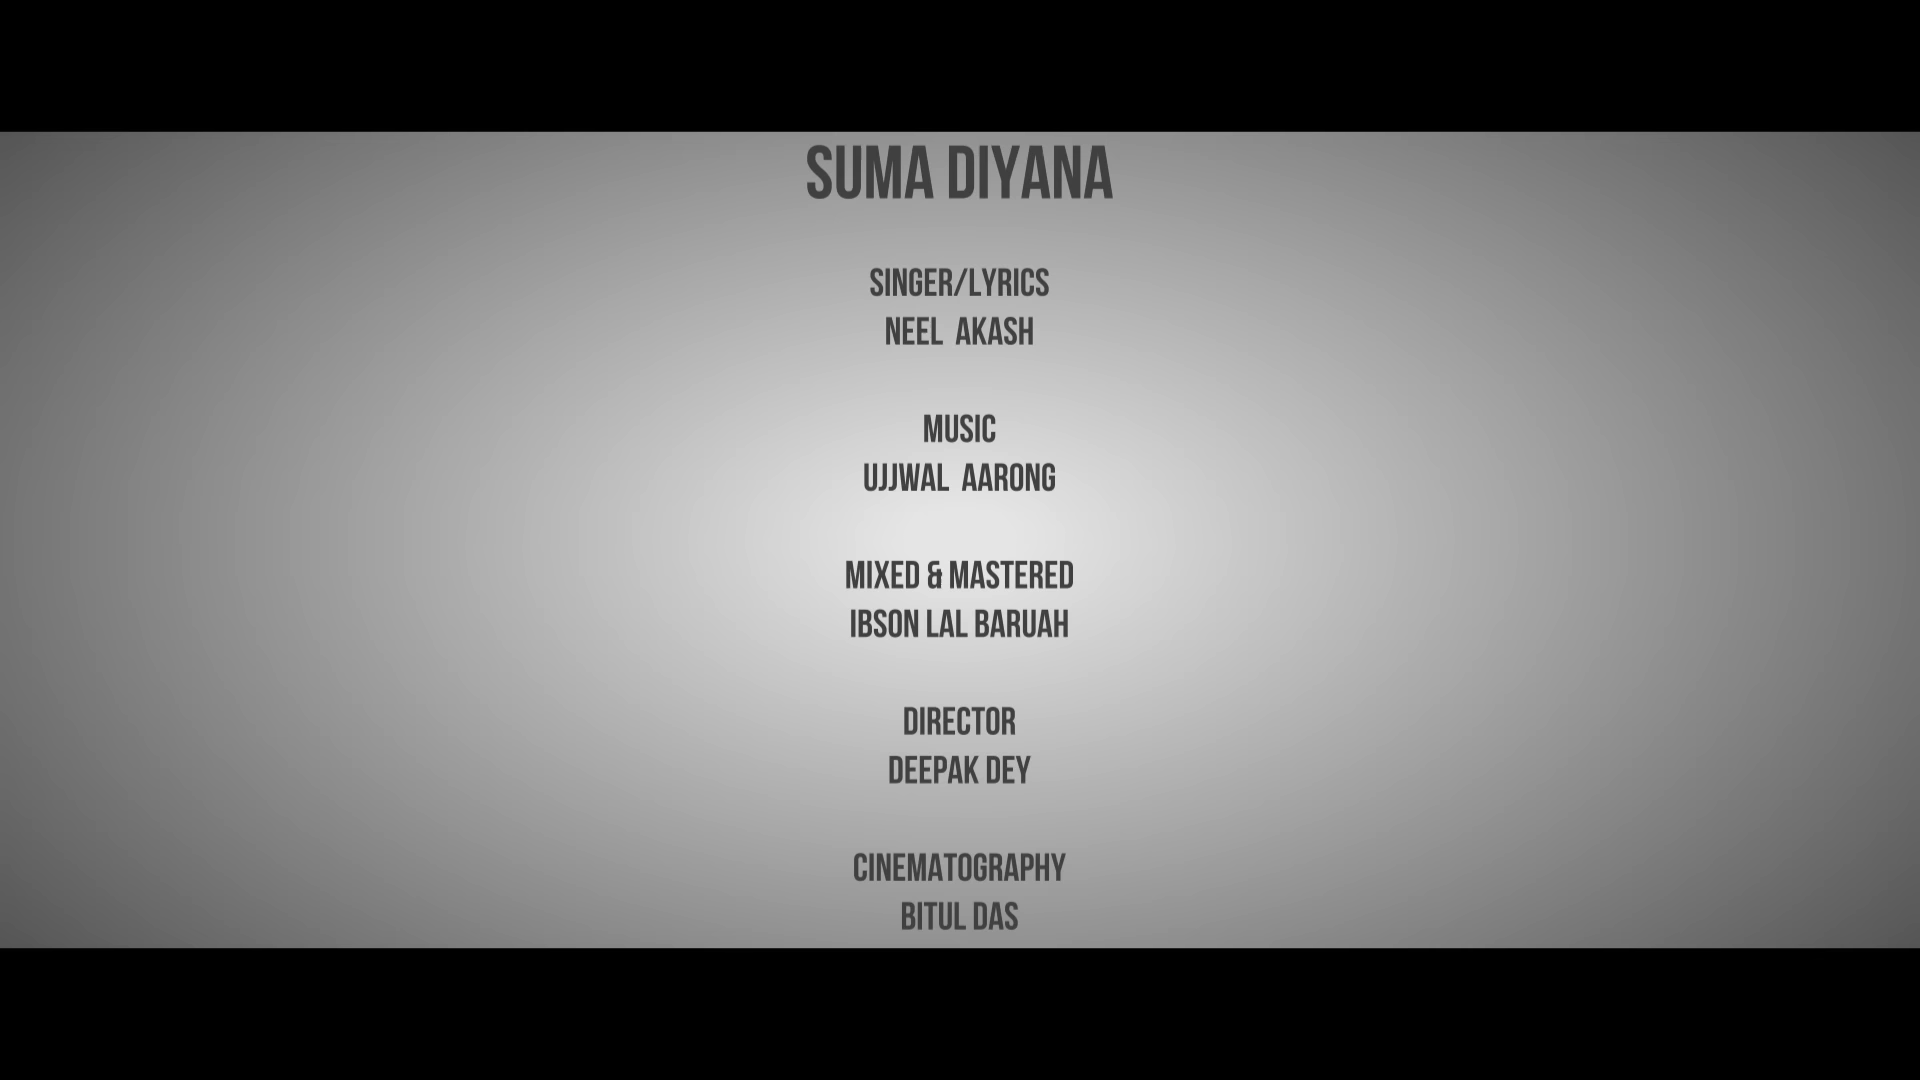 SUMA DIYANA
SINGER/LYRICS
NEEL AKASH
MUSIC
UJJWAL AARONG
MIXED & MASTERED
IBSON LAL BARUAH
DIRECTOR
DEEPAK DEY
CINEMATOGRAPHY
BITUL DAS